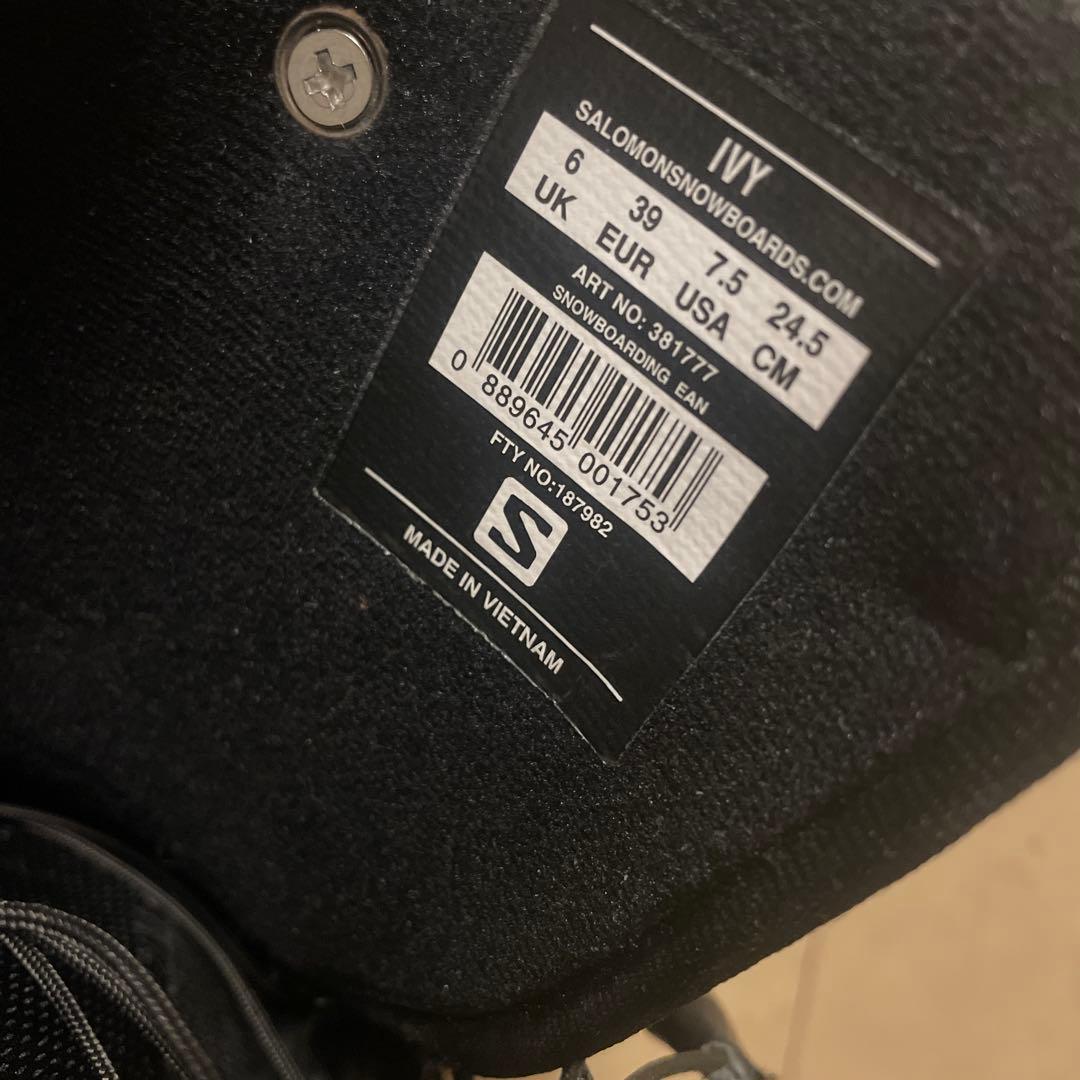 IVY
SALOMONSNOWBOARDS.COM
6 39 7.5 24.5
UK EUR USA CM
ART NO: 381777
SNOWBOARDING EAN
0 889645 001753
FTY NO:187982
S
MADE IN VIETNAM